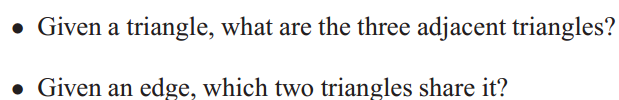 • Given a triangle, what are the three adjacent triangles?
• Given an edge, which two triangles share it?